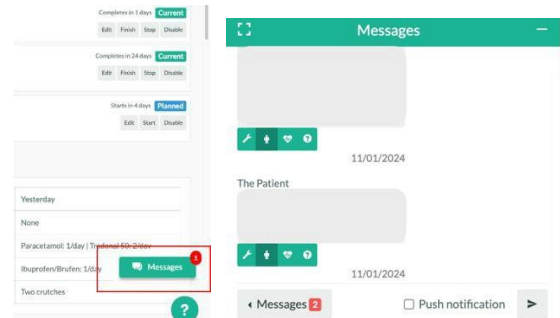 Completes in 1 days Current
Edit Finish Stop Disable
Completes in 24 days Current
Edit Finish Stop Disable
Starts in 4 days Planned
Edit Start Disable
Yesterday
None
Paracetamol: 1/day | Tradonal 50: 2/day
Ibuprofen/Brufen: 1/day
Messages
1
Two crutches
?
Messages
11/01/2024
The Patient
11/01/2024
Messages 2
Push notification